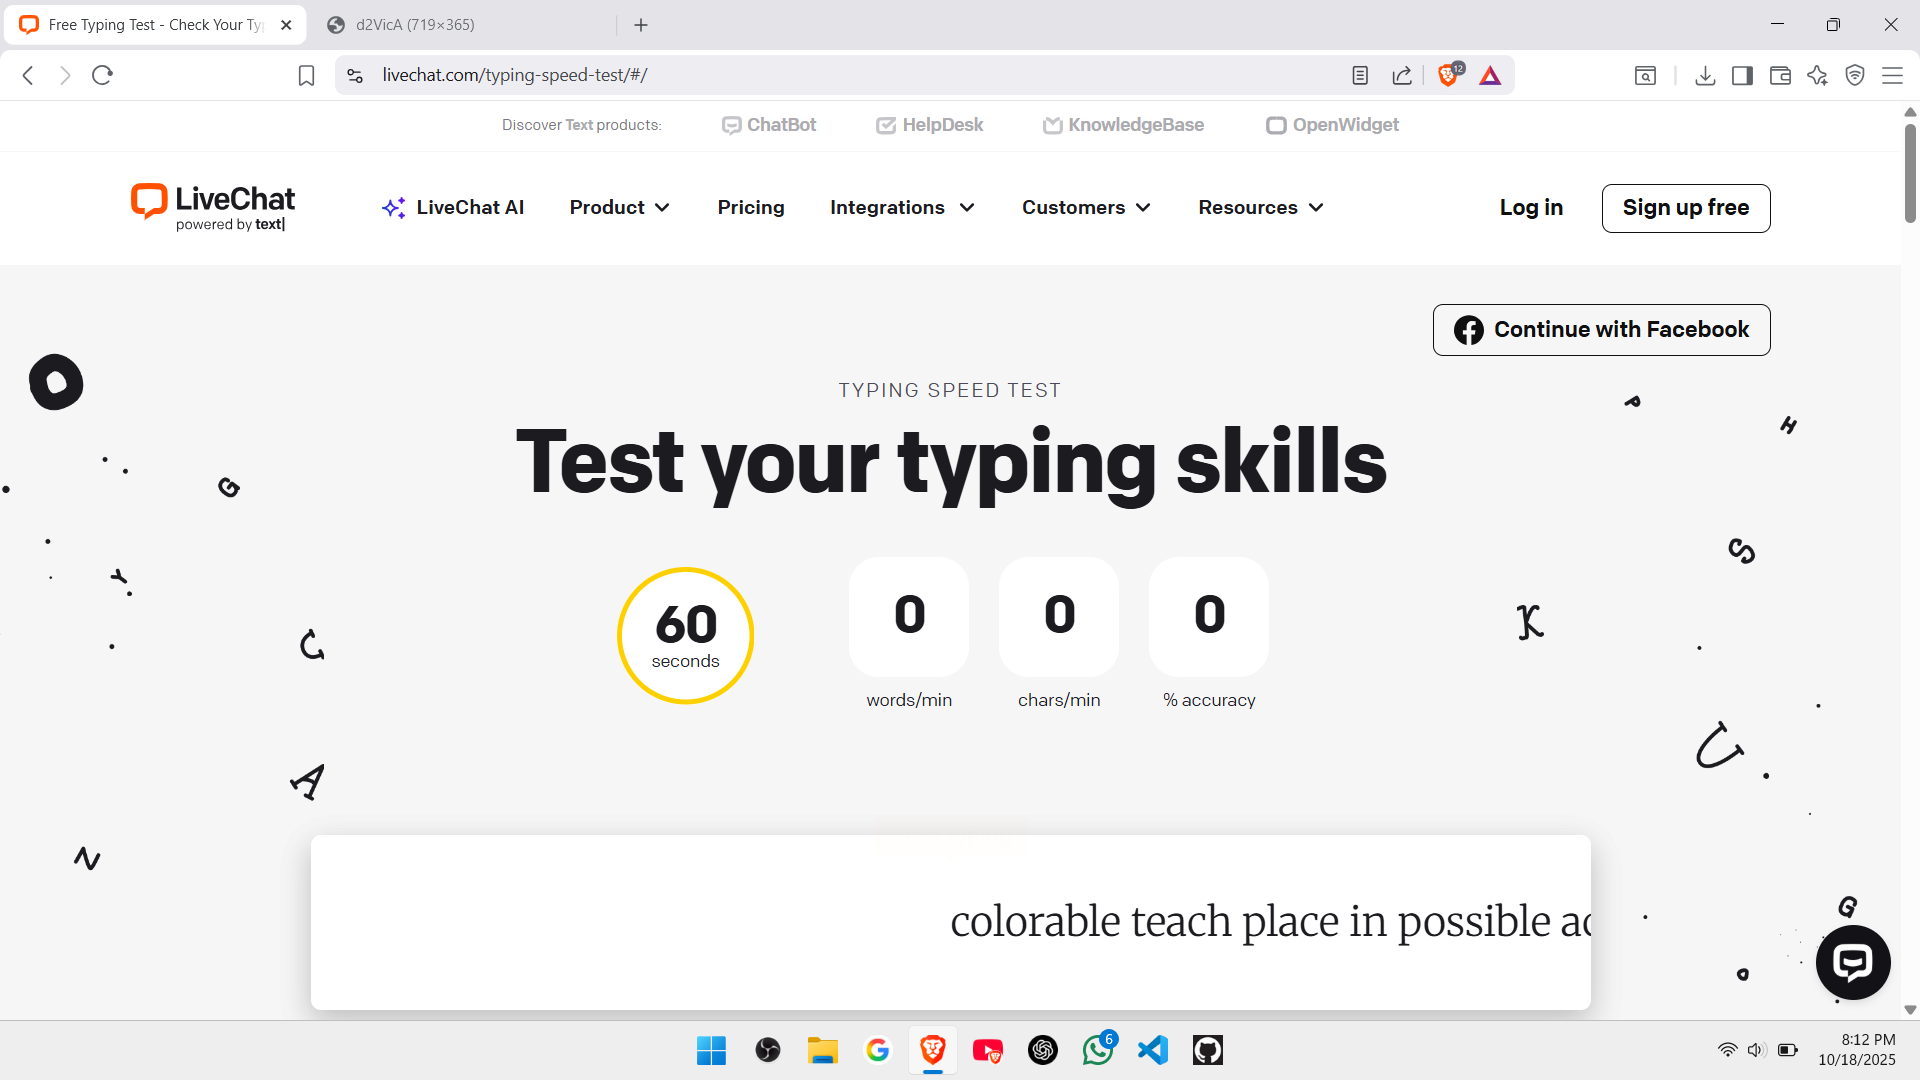 Free Typing Test - Check Your Ty
d2VicA (719×365)
livechat.com/typing-speed-test/#/
12
Discover Text products:
ChatBot
HelpDesk
KnowledgeBase
OpenWidget
LiveChat
powered by text|
LiveChat AI
Product
Pricing
Integrations
Customers
Resources
Log in
Sign up free
Continue with Facebook
TYPING SPEED TEST
Test your typing skills
60
seconds
0
words/min
0
chars/min
0
% accuracy
colorable teach place in possible
6
8:12 PM
10/18/2025